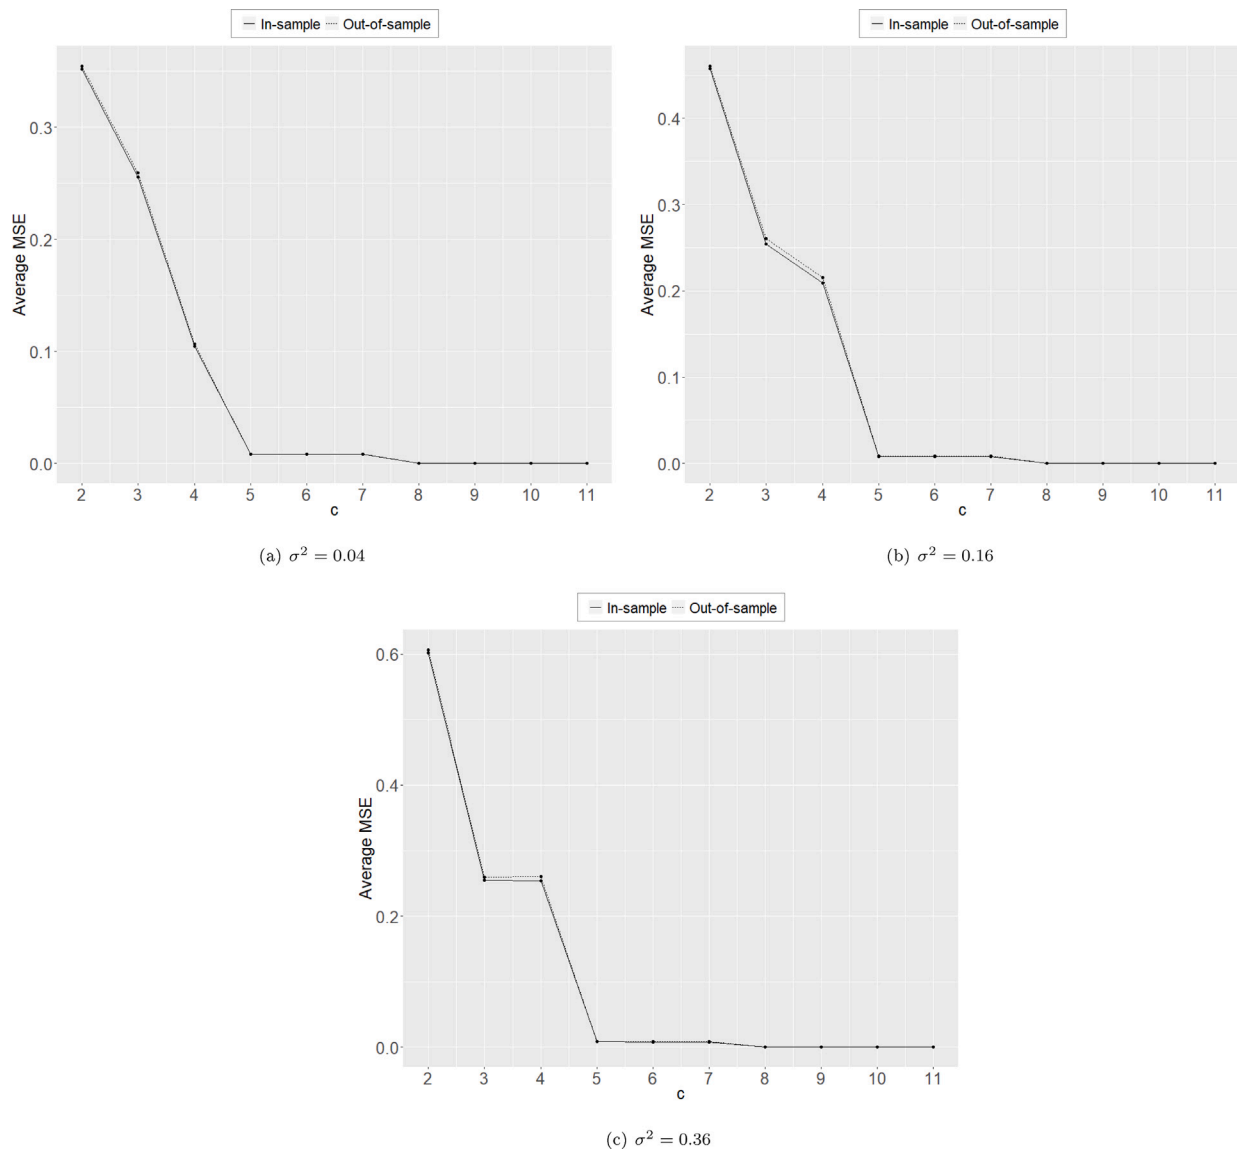 In-sample Out-of-sample
Average MSE
0.3
0.2
0.1
0.0
2 3 4 5 6 7 8 9 10 11
c
(a) σ² = 0.04
In-sample Out-of-sample
Average MSE
0.4
0.3
0.2
0.1
0.0
2 3 4 5 6 7 8 9 10 11
c
(b) σ² = 0.16
In-sample Out-of-sample
Average MSE
0.6
0.4
0.2
0.0
2 3 4 5 6 7 8 9 10 11
c
(c) σ² = 0.36